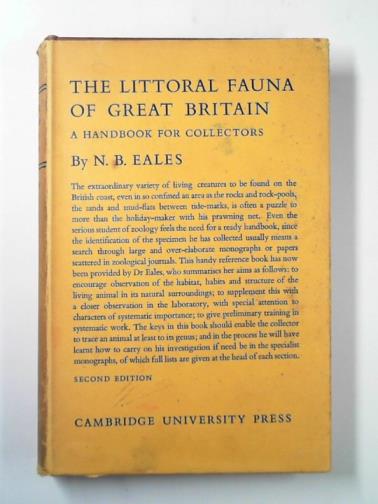 THE LITTORAL FAUNA
OF GREAT BRITAIN
A HANDBOOK FOR COLLECTORS
By N. B. EALES
The extraordinary variety of living creatures to be found on the
British coast, even in so confined an area as the rocks and rock-pools,
the sands and mud-flats between tide-marks, is often a puzzle to
more than the holiday-maker with his prawning net. Even the
serious student of zoology feels the need for a ready handbook, since
the identification of the specimen he has collected usually means a
search through large and over-elaborate monographs or papers
scattered in zoological journals. This handy reference book has now
been provided by Dr Eales, who summarises her aims as follows: to
encourage observation of the habitat, habits and structure of the
living animal in its natural surroundings; to supplement this with
a closer observation in the laboratory, with special attention to
characters of systematic importance; to give preliminary training in
systematic work. The keys in this book should enable the collector
to trace an animal at least to its genus; and in the process he will have
learnt how to carry on his investigation if need be in the specialist
monographs, of which full lists are given at the head of each section.
SECOND EDITION
CAMBRIDGE UNIVERSITY PRESS